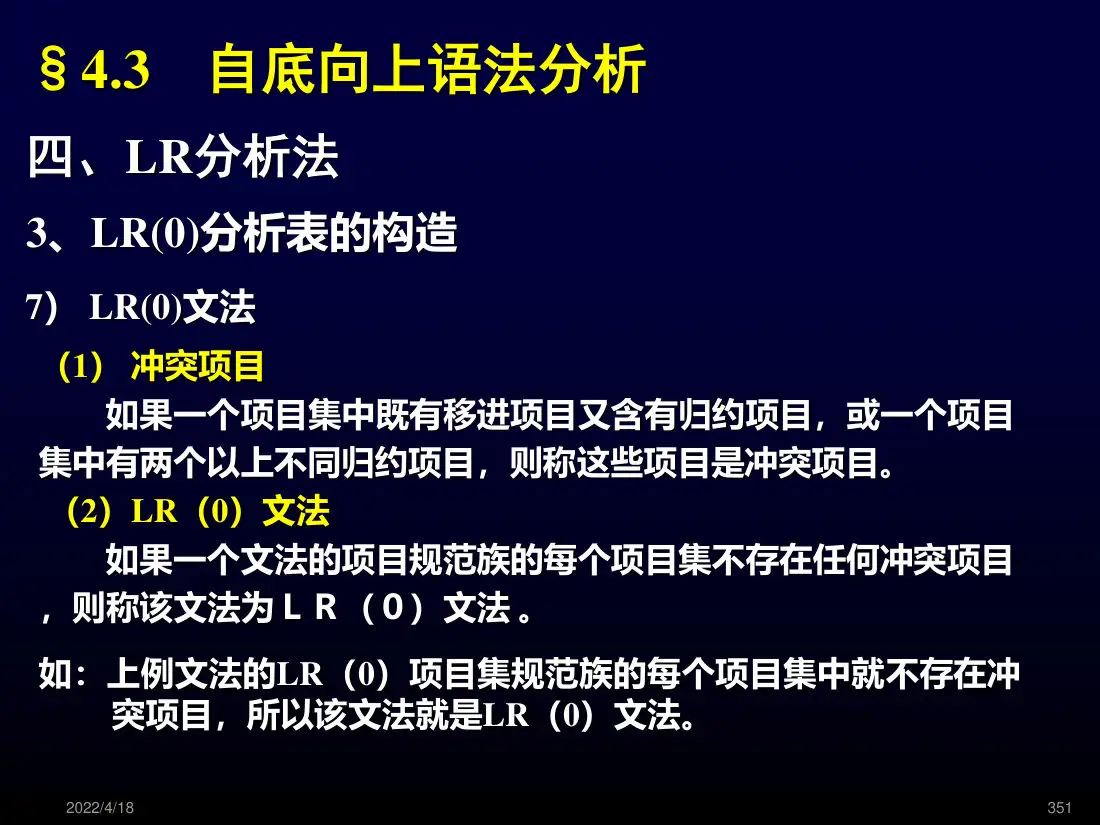 §4.3 自底向上语法分析
四、LR分析法
3、LR(0)分析表的构造
7） LR(0)文法
（1） 冲突项目
如果一个项目集中既有移进项目又含有归约项目，或一个项目
集中有两个以上不同归约项目，则称这些项目是冲突项目。
（2）LR（0）文法
如果一个文法的项目规范族的每个项目集不存在任何冲突项目
，则称该文法为ＬＲ（０）文法 。
如：上例文法的LR（0）项目集规范族的每个项目集中就不存在冲
突项目，所以该文法就是LR（0）文法。
2022/4/18
351